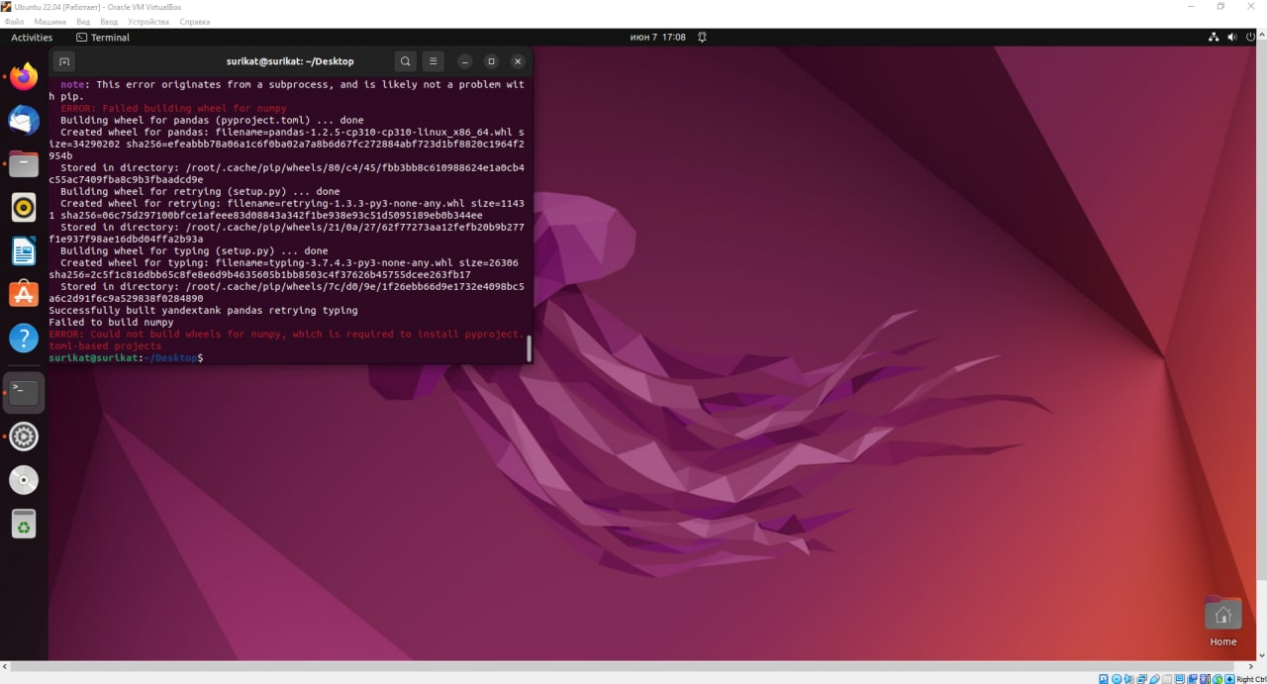 Ubuntu 22.04 [Работает] - Oracle VM VirtualBox
Файл Машина Вид Ввод Устройства Справка
Activities Terminal июн 7 17:08
surikat@surikat: ~/Desktop
note: This error originates from a subprocess, and is likely not a problem wit
h pip.
ERROR: Failed building wheel for numpy
Building wheel for pandas (pyproject.toml) ... done
Created wheel for pandas: filename=pandas-1.2.5-cp310-cp310-linux_x86_64.whl s
ize=34290202 sha256=efeabbb78a06a1c6f0ba02a7a8b6d67fc272884abf723d1bf8820c1964f2
954b
Stored in directory: /root/.cache/pip/wheels/80/c4/45/fbb3bb8c610988624e1a0cb4
c55ac7409fba8c9b3fbaadcd9e
Building wheel for retrying (setup.py) ... done
Created wheel for retrying: filename=retrying-1.3.3-py3-none-any.whl size=1143
1 sha256=06c75d297100bfce1afeee83d08843a342f1be938e93c51d5095189eb0b344ee
Stored in directory: /root/.cache/pip/wheels/21/0a/27/62f77273aa12fefb20b9b277
f1e937f98ae16dbd04ffa2b93a
Building wheel for typing (setup.py) ... done
Created wheel for typing: filename=typing-3.7.4.3-py3-none-any.whl size=26306
sha256=2c5f1c816dbb65c8fe8e6d9b4635605b1bb8503c4f37626b45755dcee263fb17
Stored in directory: /root/.cache/pip/wheels/7c/d0/9e/1f26ebb66d9e1732e4098bc5
a6c2d91f6c9a529838f0284890
Successfully built yandextank pandas retrying typing
Failed to build numpy
ERROR: Could not build wheels for numpy, which is required to install pyproject.
toml-based projects
surikat@surikat:~/Desktop$
Home
Right Ctrl